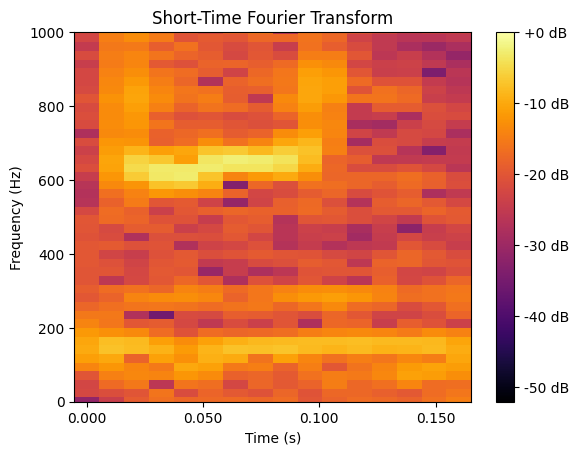 Short-Time Fourier Transform
1000
800
600
400
200
0
Frequency (Hz)
0.000
0.050
0.100
0.150
Time (s)
+0 dB
-10 dB
-20 dB
-30 dB
-40 dB
-50 dB